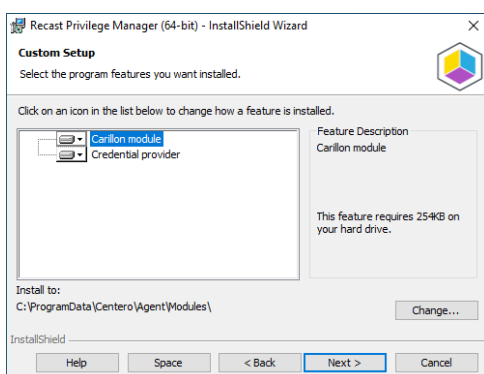 Recast Privilege Manager (64-bit) - InstallShield Wizard
Custom Setup
Select the program features you want installed.
Click on an icon in the list below to change how a feature is installed.
Carillon module
Credential provider
Feature Description
Carillon module
This feature requires 254KB on
your hard drive.
Install to:
C:\ProgramData\Centero\Agent\Modules\
Change...
InstallShield
Help
Space
< Back
Next >
Cancel